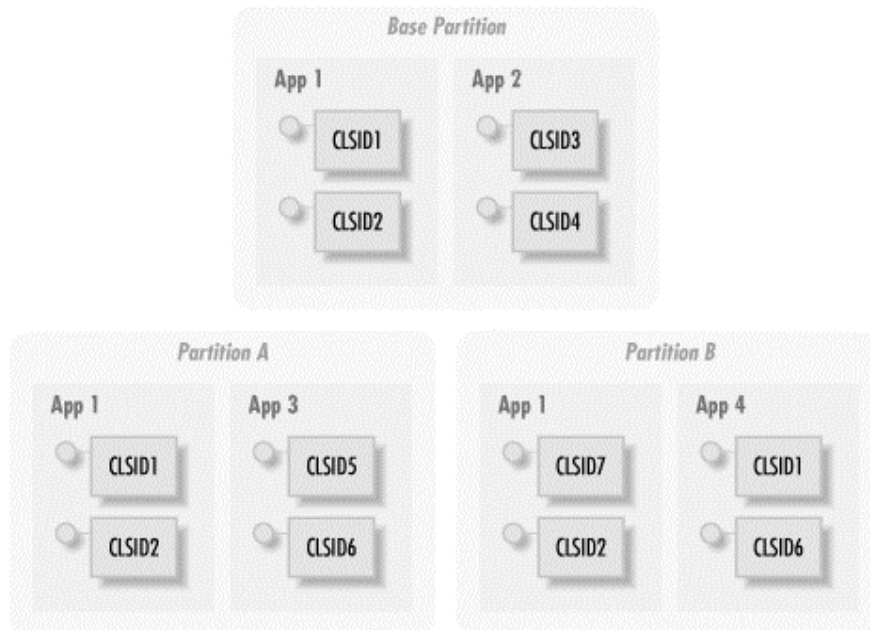 Base Partition
App 1
CLSID1
CLSID2
App 2
CLSID3
CLSID4
Partition A
App 1
CLSID1
CLSID2
App 3
CLSID5
CLSID6
Partition B
App 1
CLSID7
CLSID2
App 4
CLSID1
CLSID6